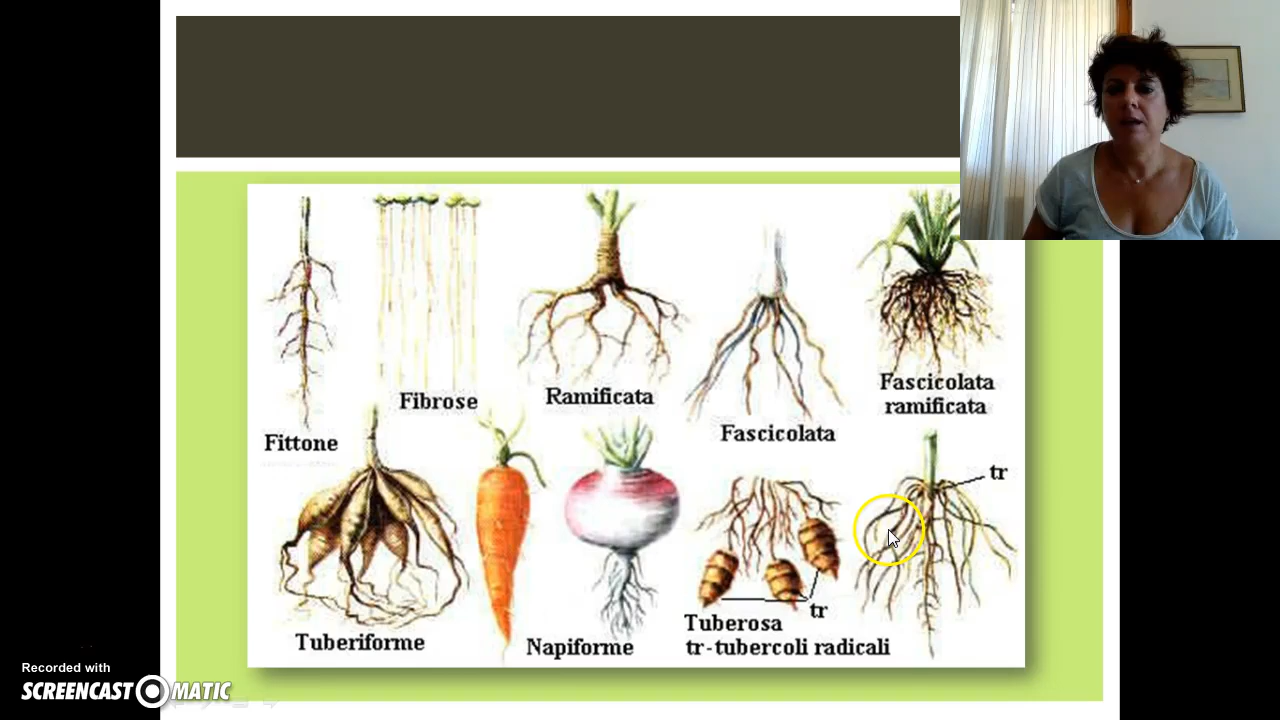 Fibrose
Ramificata
Fascicolata
ramificata
Fittone
Fascicolata
tr
tr
Tuberiforme
Napiforme
Tuberosa
tr-tubercoli radicali
Recorded with
SCREENCAST MATIC